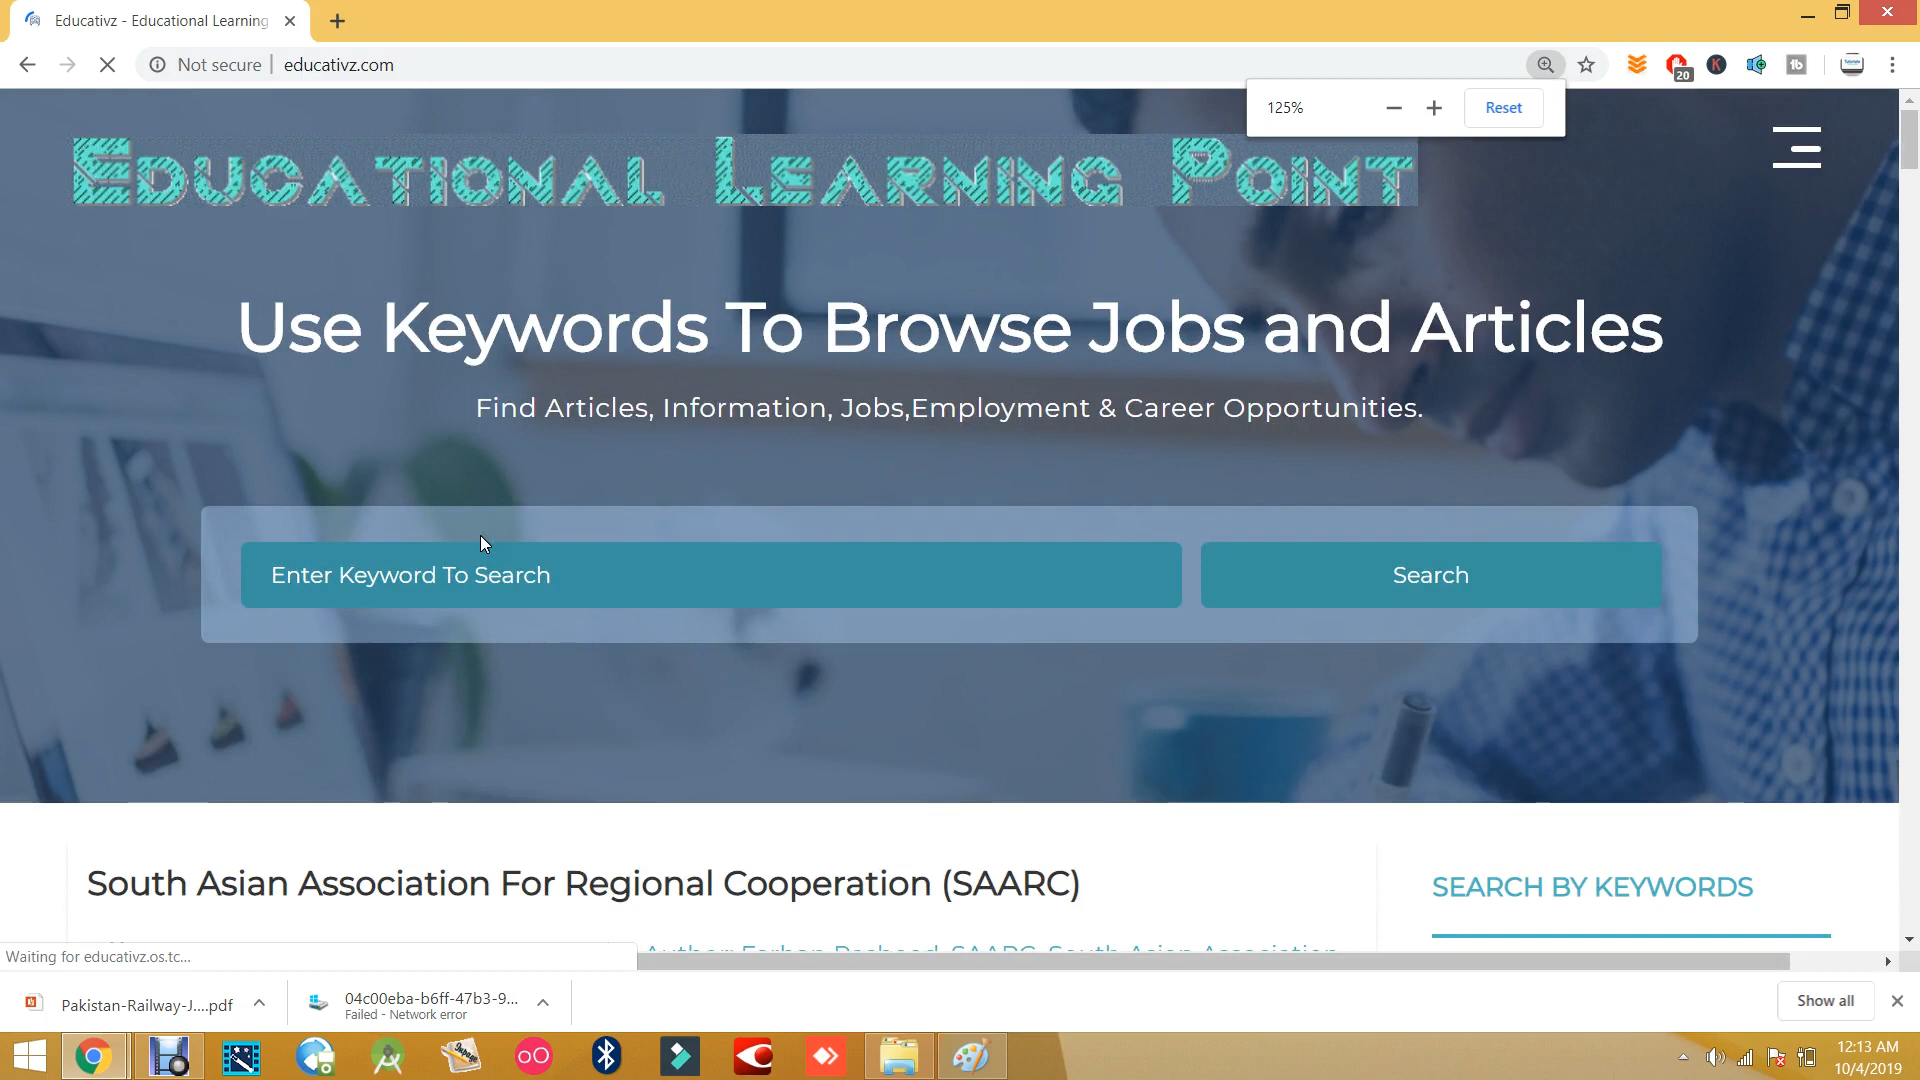 Educativz - Educational Learning
Not secure
educativz.com
20
125%
Reset
Educational Learning Point
Use Keywords To Browse Jobs and Articles
Find Articles, Information, Jobs,Employment & Career Opportunities.
Enter Keyword To Search
Search
South Asian Association For Regional Cooperation (SAARC)
SEARCH BY KEYWORDS
Author: Farhan Rasheed, SAARC, South Asian Association
Waiting for educativz.os.tc...
Pakistan-Railway-J....pdf
04c00eba-b6ff-47b3-9...
Failed - Network error
Show all
12:13 AM
10/4/2019